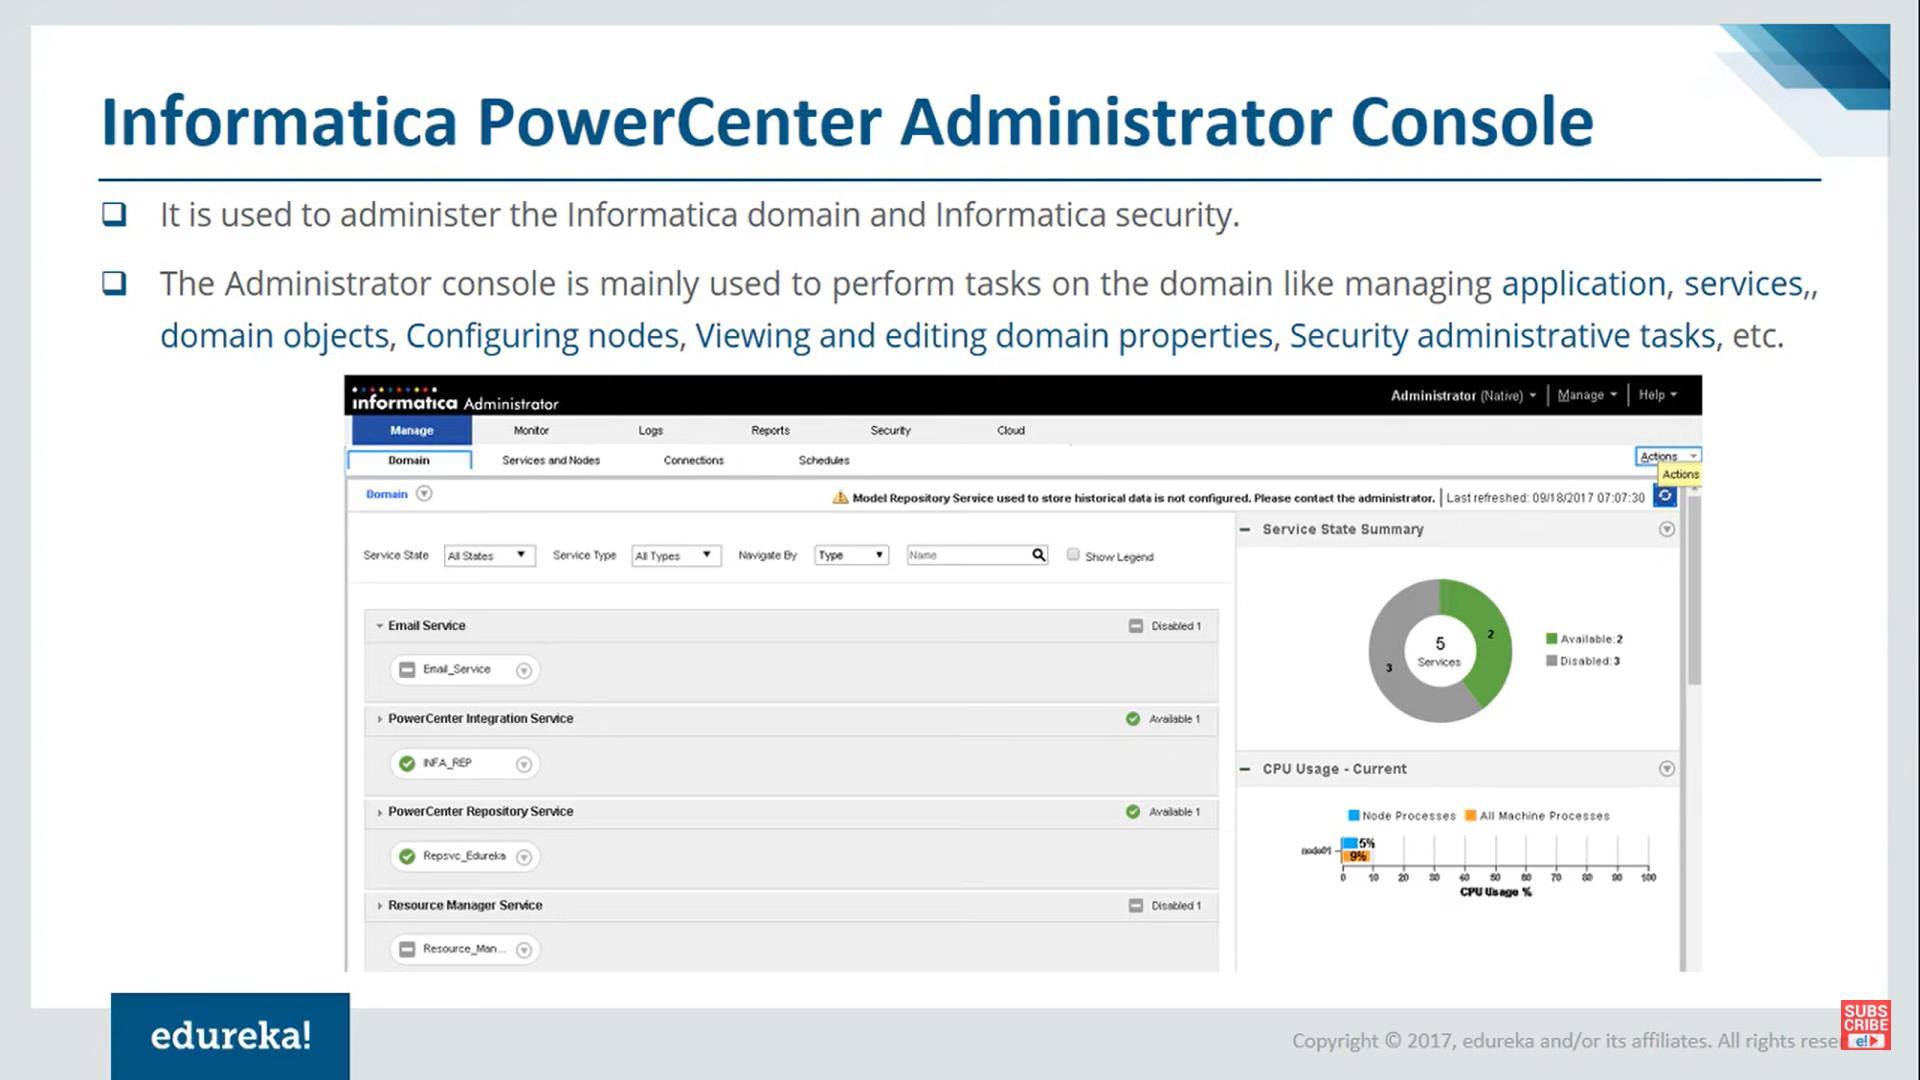 Informatica PowerCenter Administrator Console
It is used to administer the Informatica domain and Informatica security.
The Administrator console is mainly used to perform tasks on the domain like managing application, services,,
domain objects, Configuring nodes, Viewing and editing domain properties, Security administrative tasks, etc.
informatica Administrator
Administrator (Native) Manage Help
Manage Monitor Logs Reports Security Cloud
Domain Services and Nodes Connections Schedules Actions
Actions
Domain Model Repository Service used to store historical data is not configured. Please contact the administrator. Last refreshed: 09/18/2017 07:07:30
Service State All States Service Type All Types Navigate By Type Name Show Legend
Email Service Disabled 1
Email_Service
PowerCenter Integration Service Available 1
INFA_REP
PowerCenter Repository Service Available 1
Repsvc_Edureka
Resource Manager Service Disabled 1
Resource_Man...
Service State Summary
5
Services
2
3
Available:2
Disabled:3
CPU Usage - Current
Node Processes All Machine Processes
node01
5%
9%
0 10 20 30 40 50 60 70 80 90 100
CPU Usage %
edureka!
Copyright © 2017, edureka and/or its affiliates. All rights rese
SUBS
CRIBE
e!